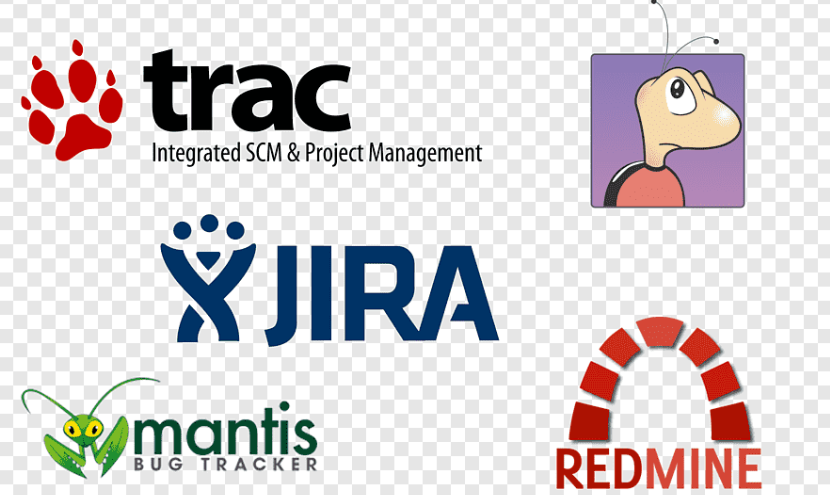 trac
Integrated SCM & Project Management
JIRA
mantis
BUG TRACKER
REDMINE